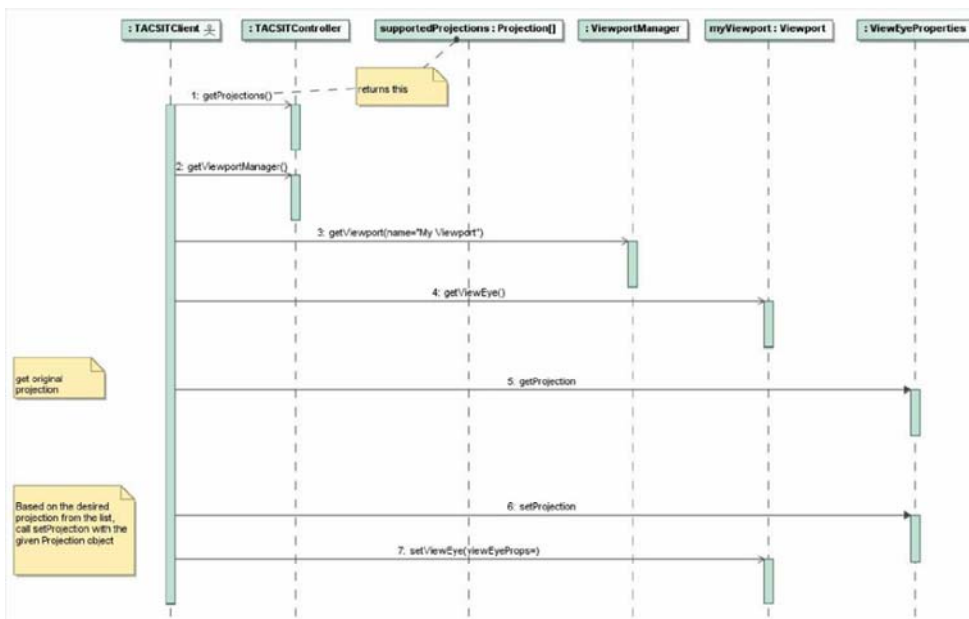 : TACSITClient
: TACSITController
supportedProjections : Projection[]
: ViewportManager
myViewport : Viewport
: ViewEyeProperties
returns this
1: getProjections()
2: getViewportManager()
3: getViewport(name="My Viewport")
4: getViewEye()
get original
projection
5: getProjection
Based on the desired
projection from the list,
call setProjection with the
given Projection object
6: setProjection
7: setViewEye(viewEyeProps=)